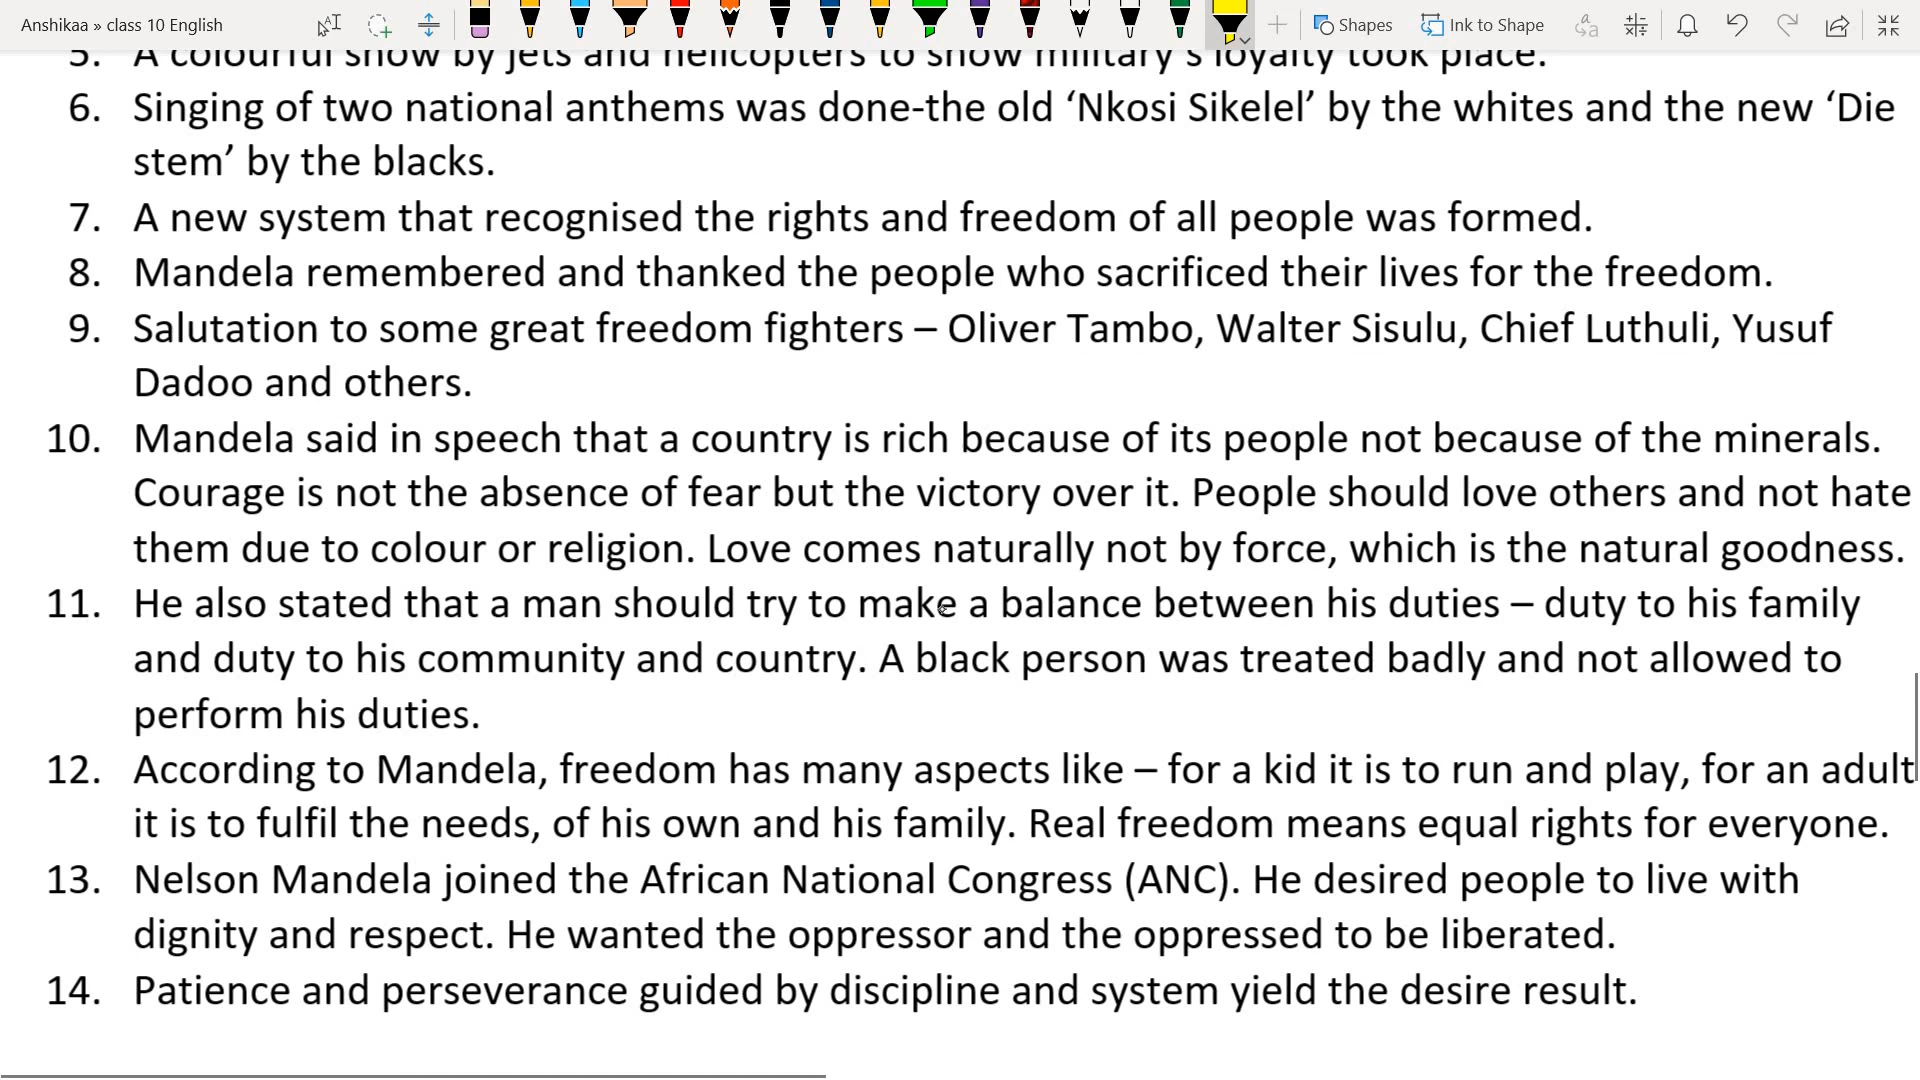 Anshikaa » class 10 English
Shapes
Ink to Shape
5. A colourful show by jets and helicopters to show military's loyalty took place.
6. Singing of two national anthems was done-the old ‘Nkosi Sikelel’ by the whites and the new ‘Die
stem’ by the blacks.
7. A new system that recognised the rights and freedom of all people was formed.
8. Mandela remembered and thanked the people who sacrificed their lives for the freedom.
9. Salutation to some great freedom fighters – Oliver Tambo, Walter Sisulu, Chief Luthuli, Yusuf
Dadoo and others.
10. Mandela said in speech that a country is rich because of its people not because of the minerals.
Courage is not the absence of fear but the victory over it. People should love others and not hate
them due to colour or religion. Love comes naturally not by force, which is the natural goodness.
11. He also stated that a man should try to make a balance between his duties – duty to his family
and duty to his community and country. A black person was treated badly and not allowed to
perform his duties.
12. According to Mandela, freedom has many aspects like – for a kid it is to run and play, for an adult
it is to fulfil the needs, of his own and his family. Real freedom means equal rights for everyone.
13. Nelson Mandela joined the African National Congress (ANC). He desired people to live with
dignity and respect. He wanted the oppressor and the oppressed to be liberated.
14. Patience and perseverance guided by discipline and system yield the desire result.